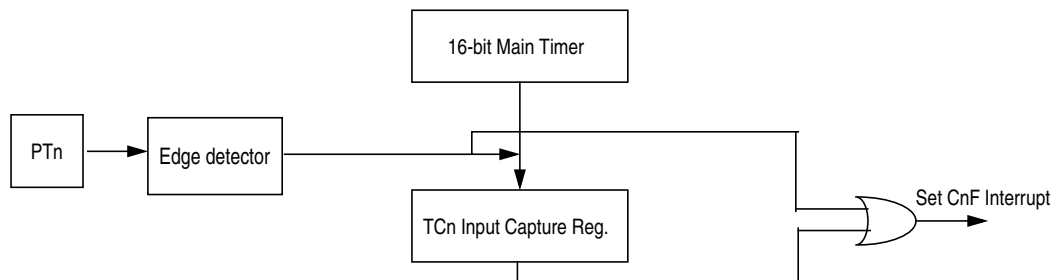 16-bit Main Timer
PTn
Edge detector
TCn Input Capture Reg.
Set CnF Interrupt